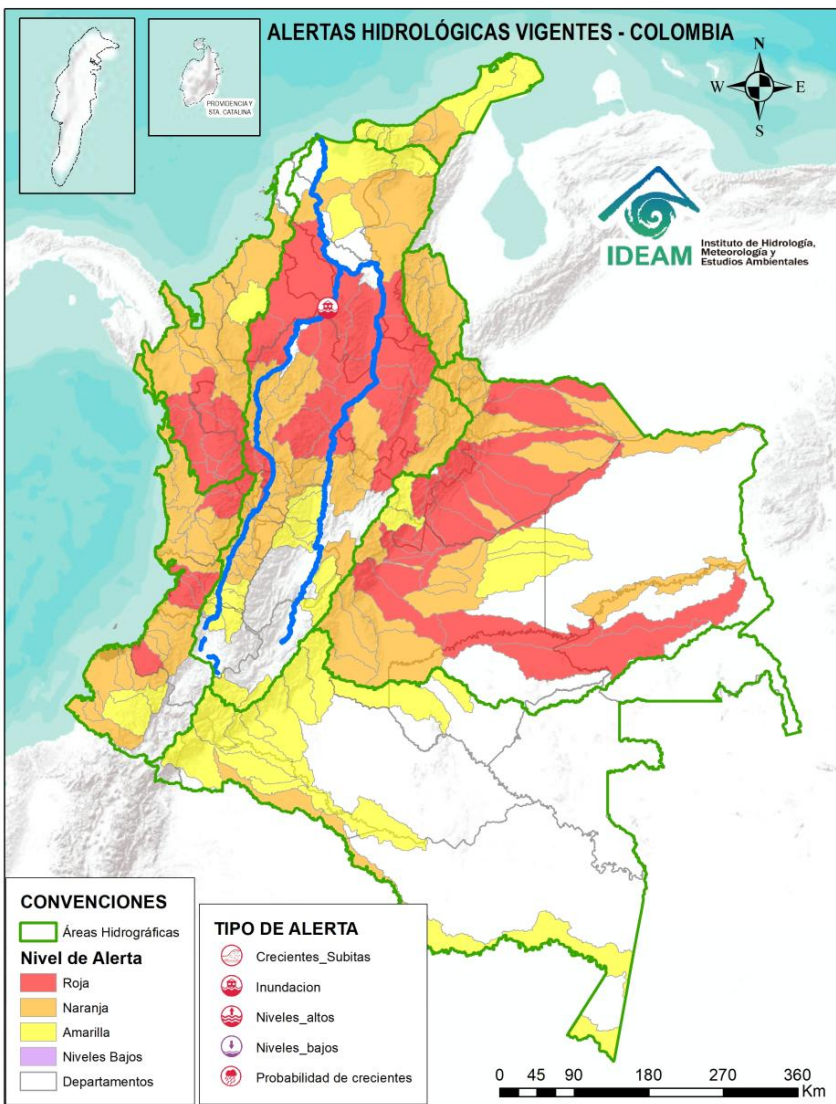 ALERTAS HIDROLÓGICAS VIGENTES - COLOMBIA
PROVIDENCIA Y
STA. CATALINA
N
W
E
S
IDEAM
Instituto de Hidrología,
Meteorología y
Estudios Ambientales
CONVENCIONES
Áreas Hidrográficas
Nivel de Alerta
Roja
Naranja
Amarilla
Niveles Bajos
Departamentos
TIPO DE ALERTA
Crecientes_Subitas
Inundacion
Niveles_altos
Niveles_bajos
Probabilidad de crecientes
0 45 90 180 270 360
Km